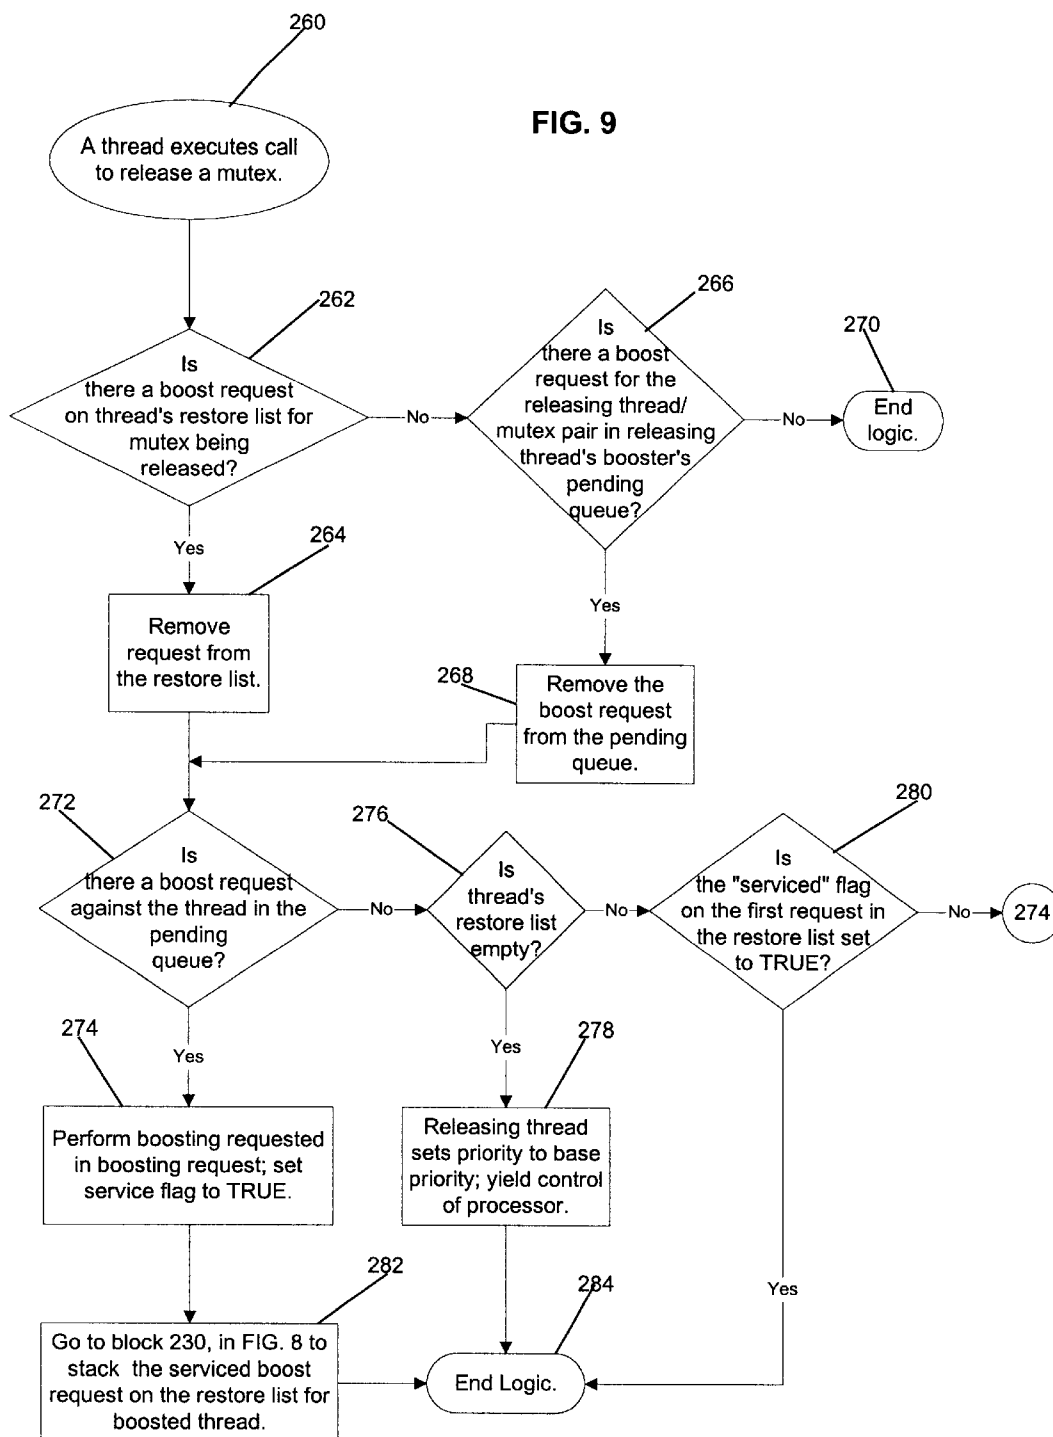 260
FIG. 9
A thread executes call
to release a mutex.
262
266
270
Is
there a boost request
on thread's restore list for
mutex being
released?
No
Is
there a boost
request for the
releasing thread/
mutex pair in releasing
thread's booster's
pending
queue?
No
End
logic.
Yes
264
Yes
Remove
request from
the restore list.
268
Remove the
boost request
from the pending
queue.
272
276
280
Is
there a boost request
against the thread in the
pending
queue?
No
Is
thread's
restore list
empty?
No
Is
the "serviced" flag
on the first request in
the restore list set
to TRUE?
No
274
274
Yes
278
Yes
Perform boosting requested
in boosting request; set
service flag to TRUE.
Releasing thread
sets priority to base
priority; yield control
of processor.
Yes
282
284
Go to block 230, in FIG. 8 to
stack the serviced boost
request on the restore list for
boosted thread.
End Logic.